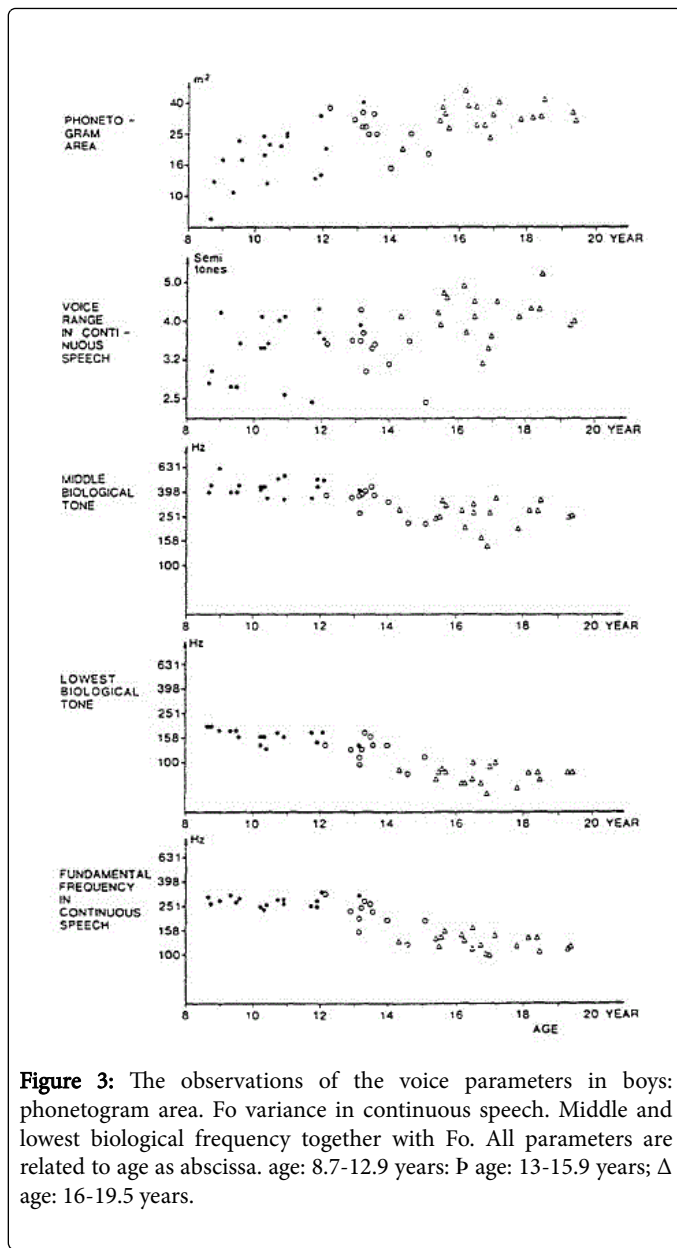 m²
PHONETO -
GRAM
AREA
40
25
16
10
8 10 12 14 16 18 20 YEAR
Semi
tones
VOICE
RANGE
IN CONTI -
NUOUS
SPEECH
5.0
4.0
3.2
2.5
8 10 12 14 16 18 20 YEAR
Hz
MIDDLE
BIOLOGICAL
TONE
631
398
251
158
100
8 10 12 14 16 18 20 YEAR
Hz
LOWEST
BIOLOGICAL
TONE
631
398
251
158
100
8 10 12 14 16 18 20 YEAR
Hz
FUNDAMENTAL
FREQUENCY
IN
CONTINUOUS
SPEECH
631
398
251
158
100
8 10 12 14 16 18 20 YEAR
AGE
Figure 3: The observations of the voice parameters in boys:
phonetogram area. Fo variance in continuous speech. Middle and
lowest biological frequency together with Fo. All parameters are
related to age as abscissa. age: 8.7-12.9 years: Þ age: 13-15.9 years; Δ
age: 16-19.5 years.